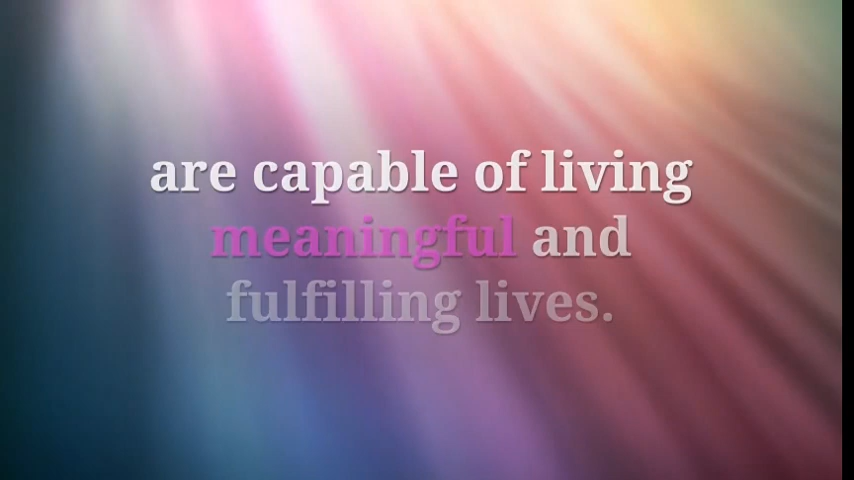 are capable of living
meaningful and
fulfilling lives.